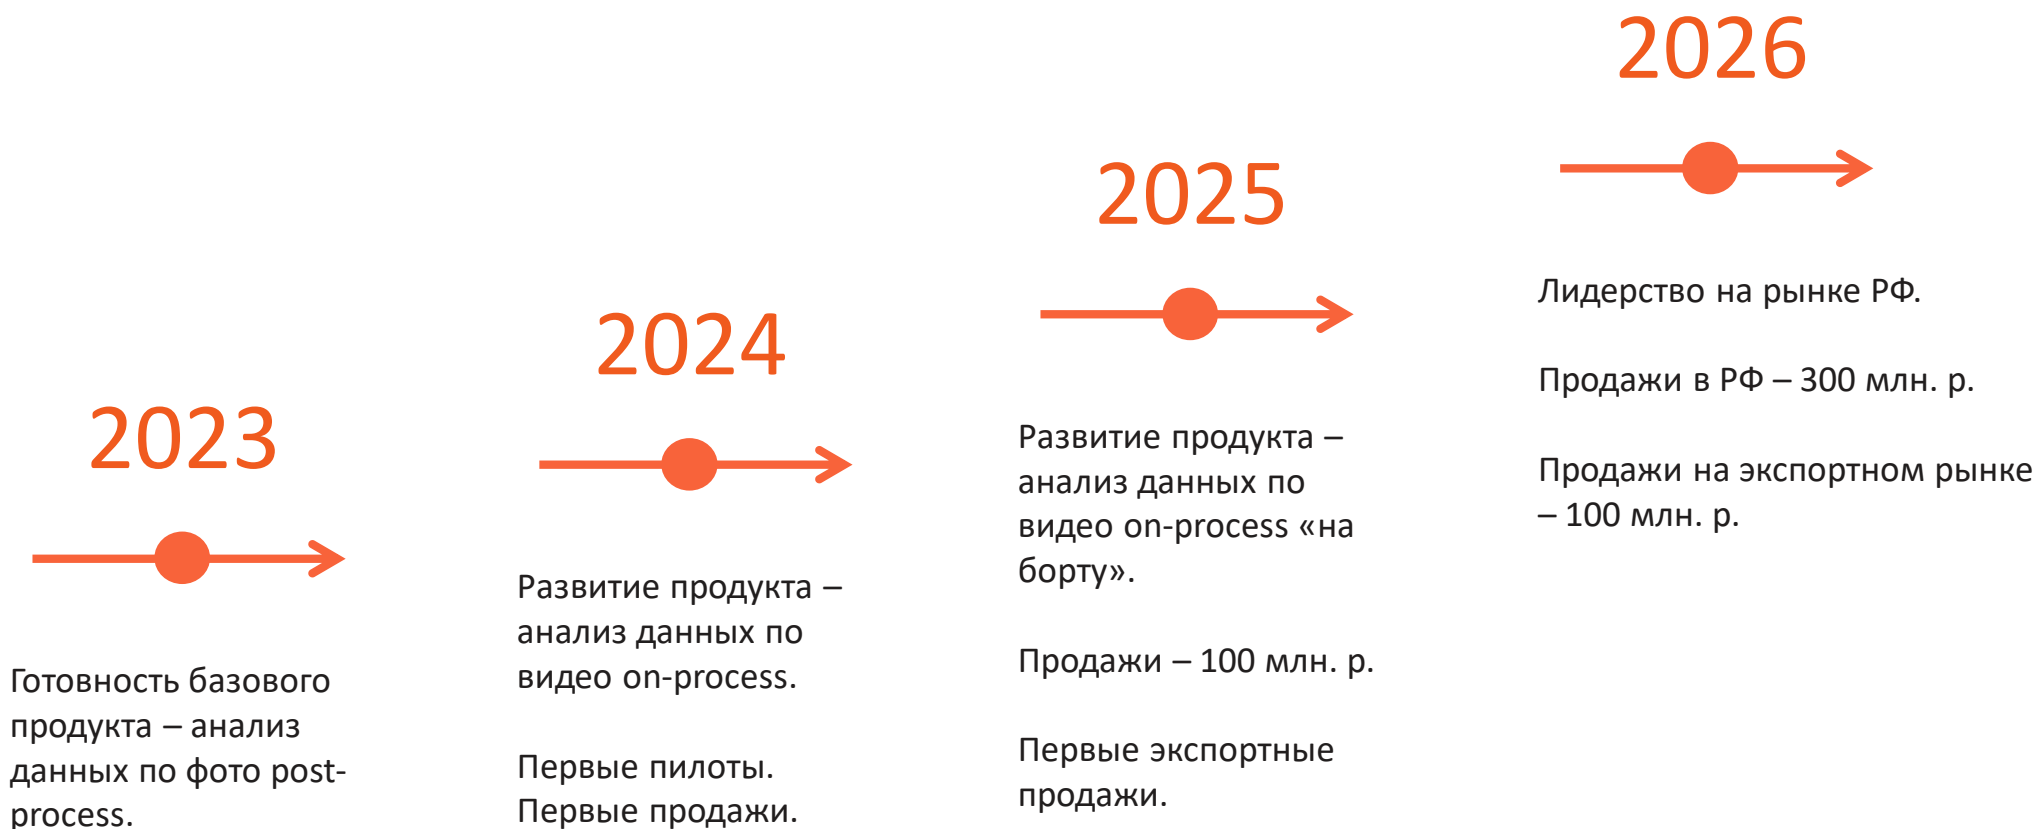 2023
Готовность базового
продукта – анализ
данных по фото post-
process.
2024
Развитие продукта –
анализ данных по
видео on-process.
Первые пилоты.
Первые продажи.
2025
Развитие продукта –
анализ данных по
видео on-process «на
борту».
Продажи – 100 млн. р.
Первые экспортные
продажи.
2026
Лидерство на рынке РФ.
Продажи в РФ – 300 млн. р.
Продажи на экспортном рынке
– 100 млн. р.